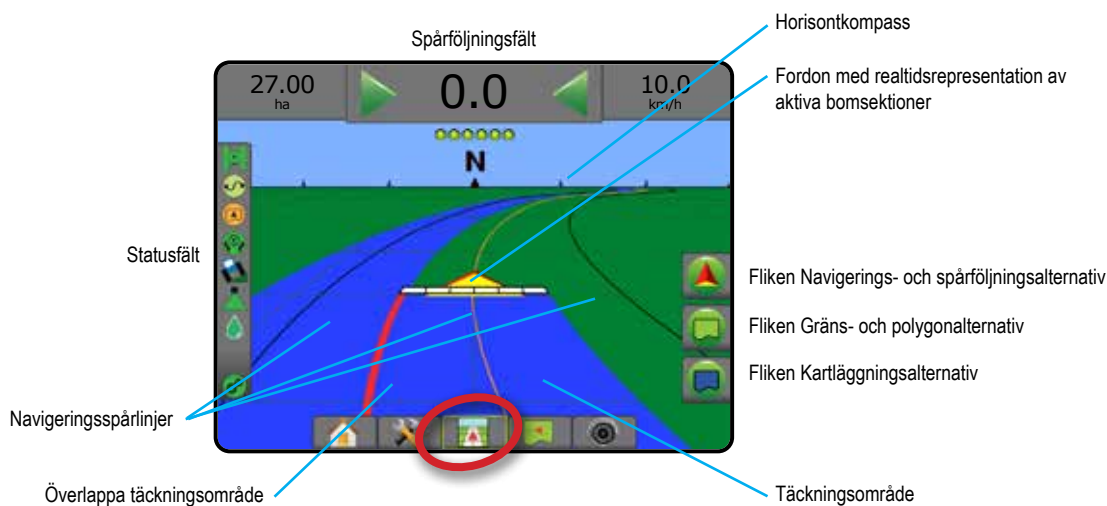 Horisontkompass
Spårföljningsfält
Fordon med realtidsrepresentation av
aktiva bomsektioner
27.00
ha
0.0
10.0
km/h
N
Statusfält
Fliken Navigerings- och spårföljningsalternativ
Fliken Gräns- och polygonalternativ
Fliken Kartläggningsalternativ
Navigeringsspårlinjer
Överlappa täckningsområde
Täckningsområde